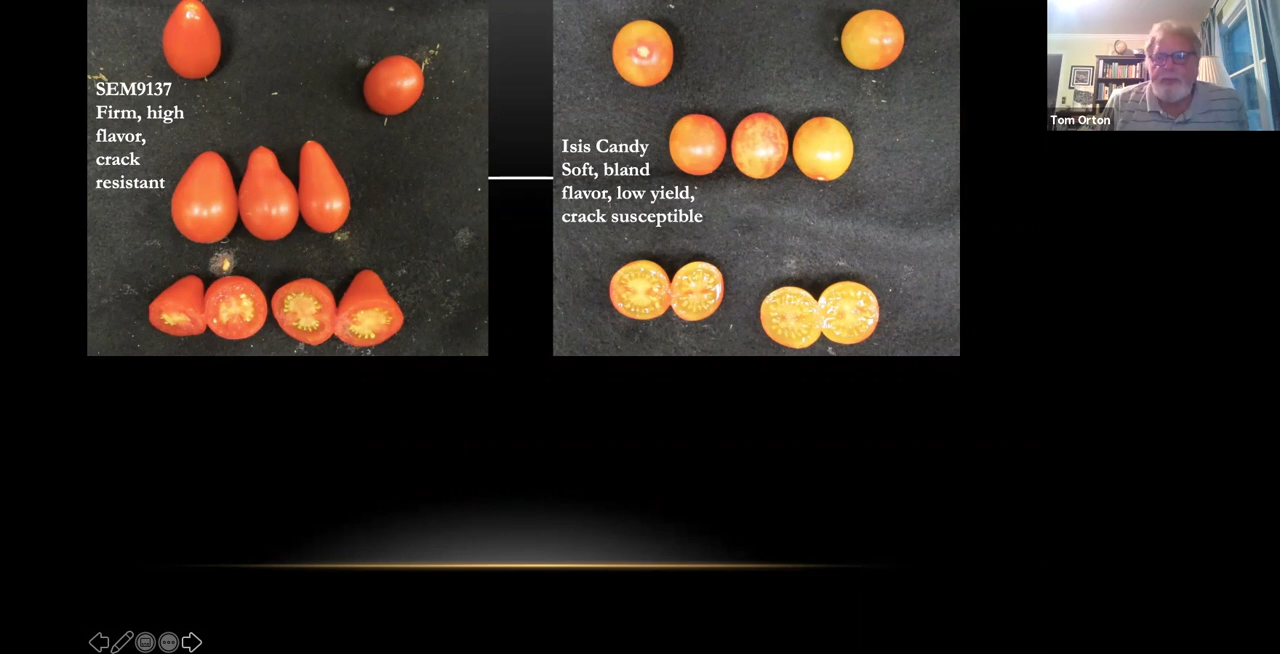 SEM9137
Firm, high
flavor,
crack
resistant
Isis Candy
Soft, bland
flavor, low yield,
crack susceptible
Tom Orton